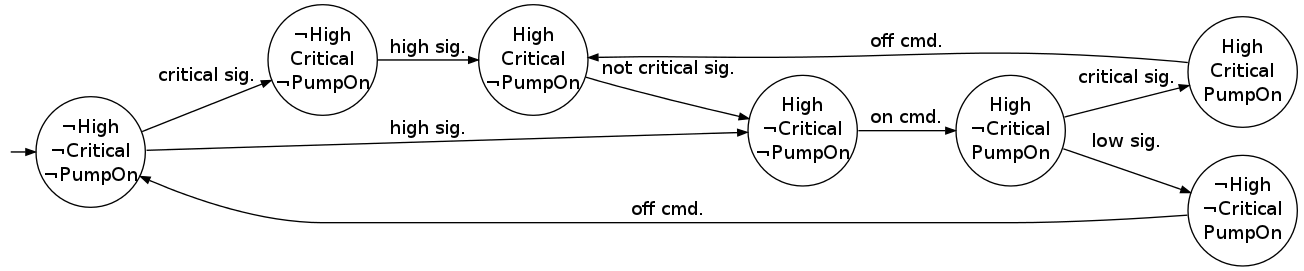 ¬High
¬Critical
¬PumpOn
critical sig.
¬High
Critical
¬PumpOn
high sig.
High
Critical
¬PumpOn
not critical sig.
high sig.
High
¬Critical
¬PumpOn
on cmd.
High
¬Critical
PumpOn
critical sig.
High
Critical
PumpOn
off cmd.
low sig.
¬High
¬Critical
PumpOn
off cmd.